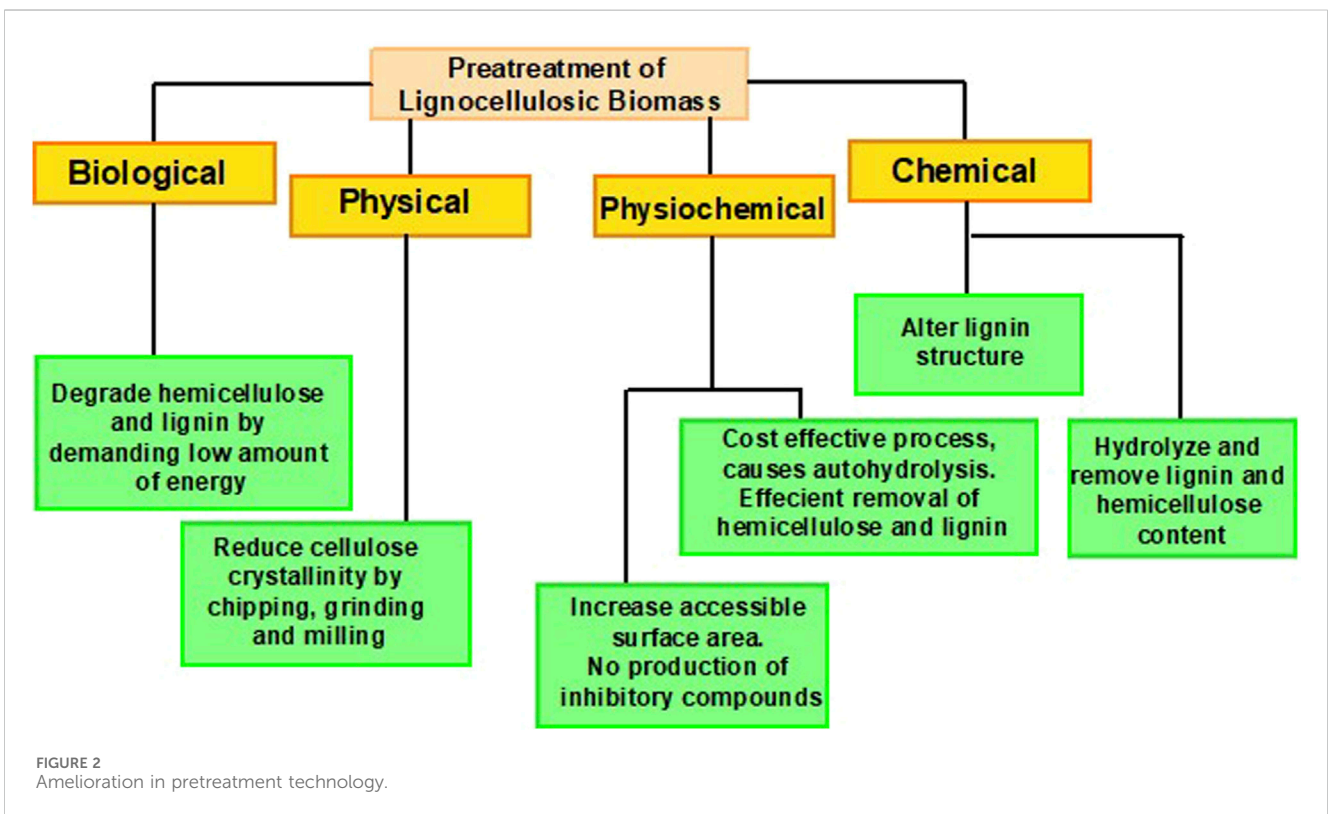 Preatreatment of
Lignocellulosic Biomass
Biological
Physical
Physiochemical
Chemical
Degrade hemicellulose
and lignin by
demanding low amount
of energy
Reduce cellulose
crystallinity by
chipping, grinding
and milling
Increase accessible
surface area.
No production of
inhibitory compounds
Cost effective process,
causes autohydrolysis.
Effecient removal of
hemicellulose and lignin
Alter lignin
structure
Hydrolyze and
remove lignin and
hemicellulose
content
FIGURE 2
Amelioration in pretreatment technology.